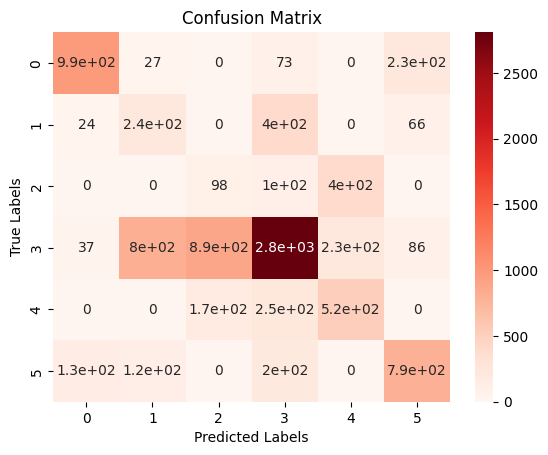 Confusion Matrix
0 9.9e+02 27 0 73 0 2.3e+02
1 24 2.4e+02 0 4e+02 0 66
2 0 0 98 1e+02 4e+02 0
3 37 8e+02 8.9e+02 2.8e+03 2.3e+02 86
4 0 0 1.7e+02 2.5e+02 5.2e+02 0
5 1.3e+02 1.2e+02 0 2e+02 0 7.9e+02
0 1 2 3 4 5
Predicted Labels
True Labels
2500
2000
1500
1000
500
0